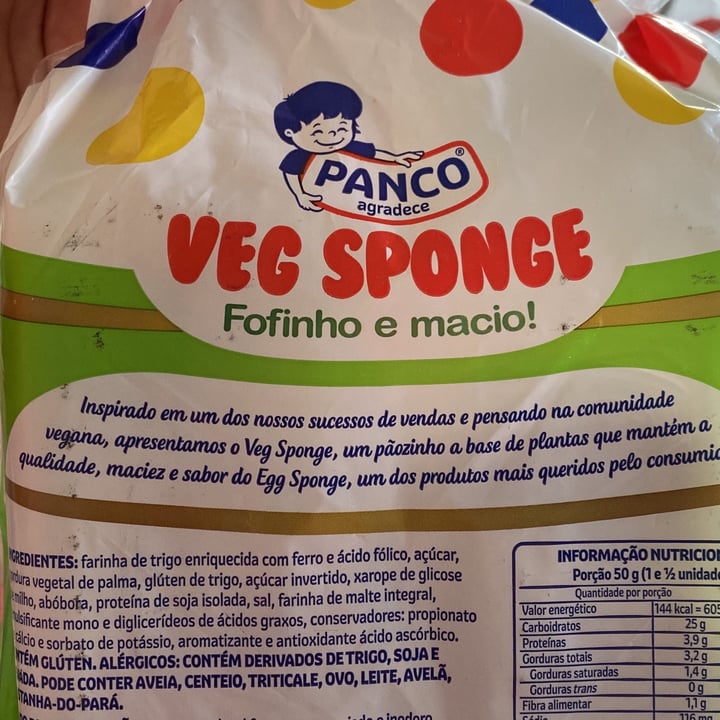 PANCO®
agradece
VEG SPONGE
Fofinho e macio!
Inspirado em um dos nossos sucessos de vendas e pensando na comunidade
vegana, apresentamos o Veg Sponge, um pãozinho a base de plantas que mantém a
qualidade, maciez e sabor do Egg Sponge, um dos produtos mais queridos pelo
GREDIENTES: farinha de trigo enriquecida com ferro e ácido fólico, açúcar,
dura vegetal de palma, glúten de trigo, açúcar invertido, xarope de glicose
milho, abóbora, proteína de soja isolada, sal, farinha de malte integral,
ulsificante mono e diglicerídeos de ácidos graxos, conservadores: propionato
cálcio e sorbato de potássio, aromatizante e antioxidante ácido ascórbico.
NTÉM GLÚTEN. ALÉRGICOS: CONTÉM DERIVADOS DE TRIGO, SOJA E
ADA. PODE CONTER AVEIA, CENTEIO, TRITICALE, OVO, LEITE, AVELÃ,
TANHA-DO-PARÁ.
INFORMAÇÃO NUTRICION
Porção 50 g (1 e ½ unidade
Quantidade por porção
Valor energético 144 kcal = 605
Carboidratos 25 g
Proteínas 3,9 g
Gorduras totais 3,2 g
Gorduras saturadas 1,4 g
Gorduras trans 0 g
Fibra alimentar 1,1 g
Sódio 116 mg